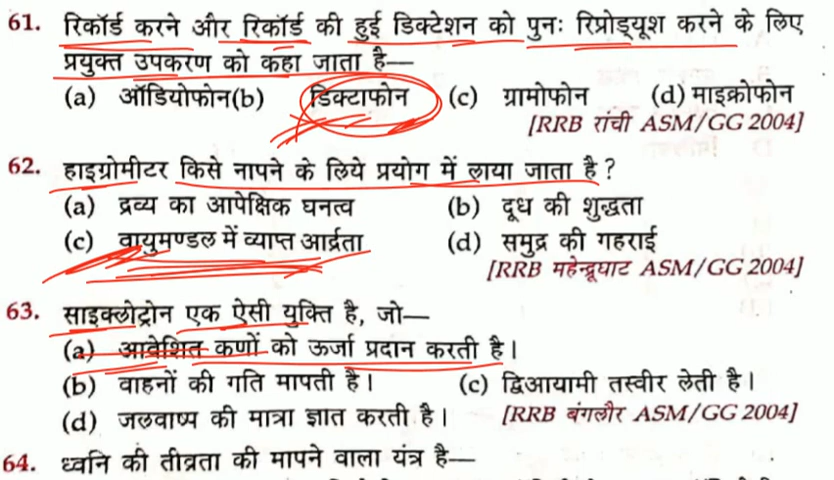 61. रिकॉर्ड करने और रिकॉर्ड की हुई डिक्टेशन को पुनः रिप्रोड्यूश करने के लिए
प्रयुक्त उपकरण को कहा जाता है—
(a) ऑडियोफोन(b) डिक्टाफोन (c) ग्रामोफोन (d) माइक्रोफोन
[RRB रांची ASM/GG 2004]
62. हाइग्रोमीटर किसे नापने के लिये प्रयोग में लाया जाता है ?
(a) द्रव्य का आपेक्षिक घनत्व (b) दूध की शुद्धता
(c) वायुमण्डल में व्याप्त आर्द्रता (d) समुद्र की गहराई
[RRB महेन्द्रूघाट ASM/GG 2004]
63. साइक्लोट्रोन एक ऐसी युक्ति है, जो—
(a) आवेशित कणों को ऊर्जा प्रदान करती है।
(b) वाहनों की गति मापती है। (c) द्विआयामी तस्वीर लेती है।
(d) जलवाष्प की मात्रा ज्ञात करती है। [RRB बंगलौर ASM/GG 2004]
64. ध्वनि की तीव्रता की मापने वाला यंत्र है—